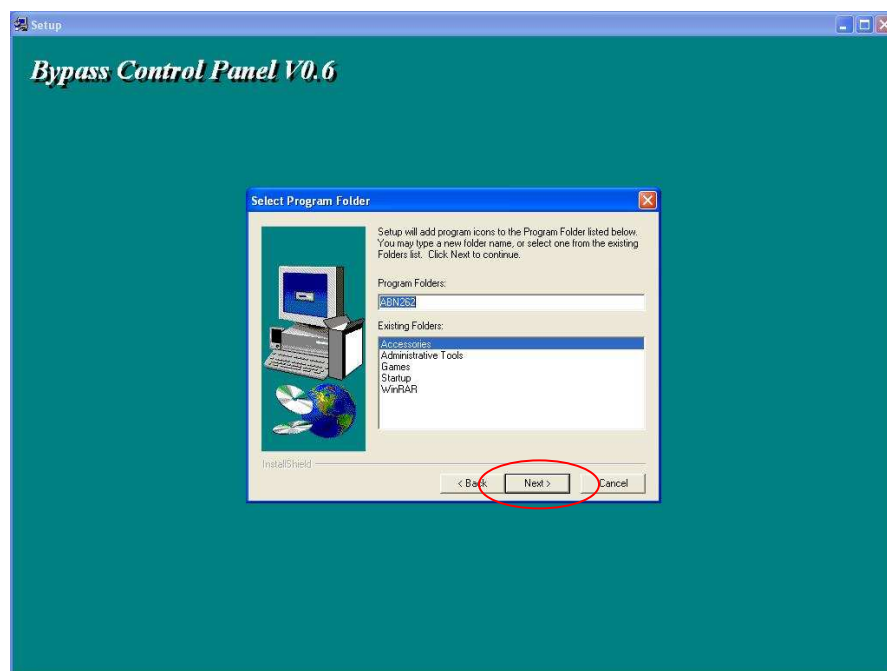 Setup
Bypass Control Panel V0.6
Select Program Folder
Setup will add program icons to the Program Folder listed below.
You may type a new folder name, or select one from the existing
Folders list. Click Next to continue.
Program Folders:
ABN262
Existing Folders:
Accessories
Administrative Tools
Games
Startup
WinRAR
InstallShield
< Back Next > Cancel